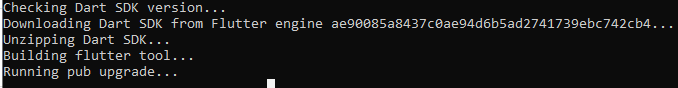 Checking Dart SDK version...
Downloading Dart SDK from Flutter engine ae90085a8437c0ae94d6b5ad2741739ebc742cb4...
Unzipping Dart SDK...
Building flutter tool...
Running pub upgrade...